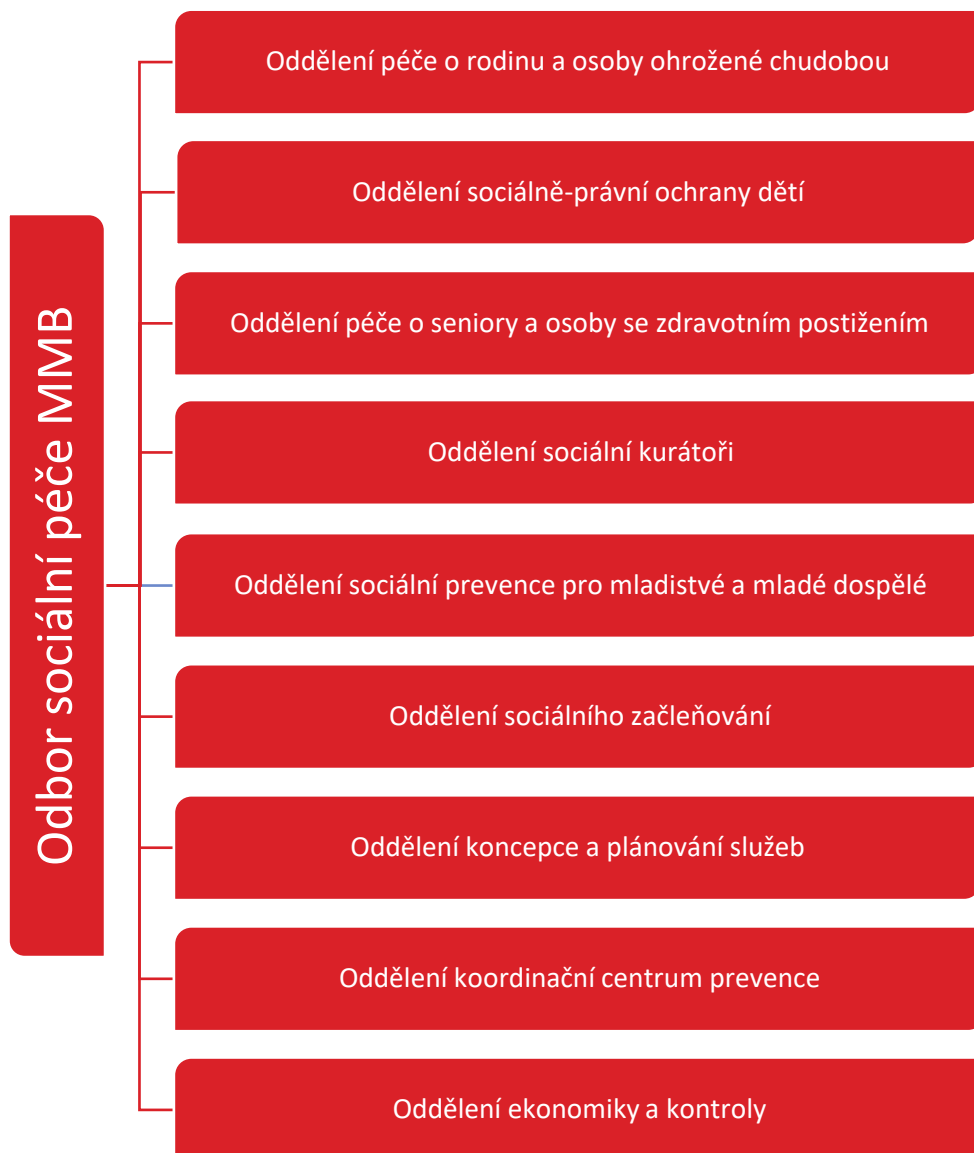 Odbor sociální péče MMB
Oddělení péče o rodinu a osoby ohrožené chudobou
Oddělení sociálně-právní ochrany dětí
Oddělení péče o seniory a osoby se zdravotním postižením
Oddělení sociální kurátoři
Oddělení sociální prevence pro mladistvé a mladé dospělé
Oddělení sociálního začleňování
Oddělení koncepce a plánování služeb
Oddělení koordinační centrum prevence
Oddělení ekonomiky a kontroly